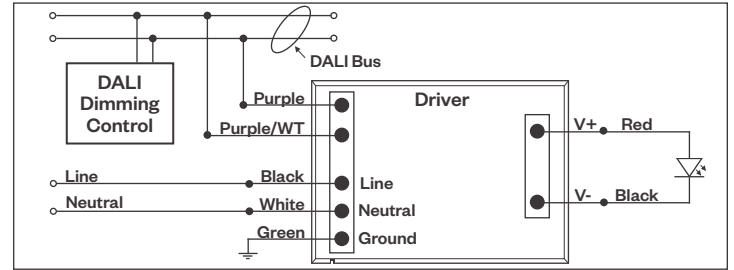 DALI Bus
DALI
Dimming
Control
Driver
Purple
Purple/WT
V+ Red
Line Black Line
Neutral White Neutral
V- Black
Green Ground